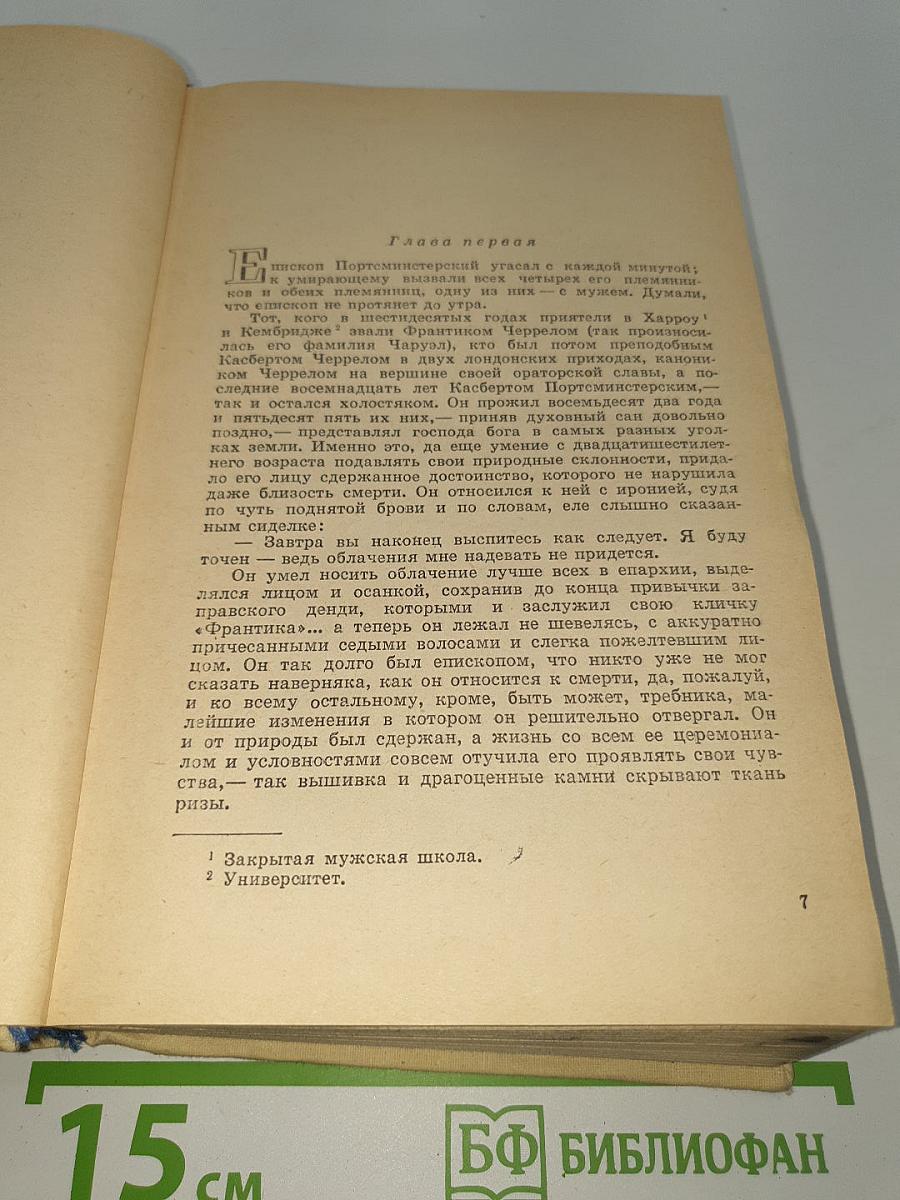 Глава первая
Епископ Портсминстерский угасал с каждой минутой;
к умирающему вызвали всех четырех его племянни-
ков и обеих племянниц, одну из них — с мужем. Думали,
что епископ не протянет до утра.
Тот, кого в шестидесятых годах приятели в Харроу ¹
и Кембридже ² звали Франтиком Черрелом (так произноси-
лась его фамилия Чаруэл), кто был потом преподобным
Касбертом Черрелом в двух лондонских приходах, канони-
ком Черрелом на вершине своей ораторской славы, а по-
следние восемнадцать лет Касбертом Портсминстерским,—
так и остался холостяком. Он прожил восемьдесят два года
и пятьдесят пять их них,— приняв духовный сан довольно
поздно,— представлял господа бога в самых разных угол-
ках земли. Именно это, да еще умение с двадцатишестилет-
него возраста подавлять свои природные склонности, прида-
ло его лицу сдержанное достоинство, которого не нарушила
даже близость смерти. Он относился к ней с иронией, судя
по чуть поднятой брови и по словам, еле слышно сказан-
ным сиделке:
— Завтра вы наконец выспитесь как следует. Я буду
точен — ведь облачения мне надевать не придется.
Он умел носить облачение лучше всех в епархии, выде-
лялся лицом и осанкой, сохранив до конца привычки за-
правского денди, которыми и заслужил свою кличку
«Франтика»... а теперь он лежал не шевелясь, с аккуратно
причесанными седыми волосами и слегка пожелтевшим ли-
цом. Он так долго был епископом, что никто уже не мог
сказать наверняка, как он относится к смерти, да, пожалуй,
и ко всему остальному, кроме, быть может, требника, ма-
лейшие изменения в котором он решительно отвергал. Он
и от природы был сдержан, а жизнь со всем ее церемониа-
лом и условностями совсем отучила его проявлять свои чув-
ства,— так вышивка и драгоценные камни скрывают ткань
ризы.
¹ Закрытая мужская школа.
² Университет.
7
15 см
БФ БИБЛИОФАН